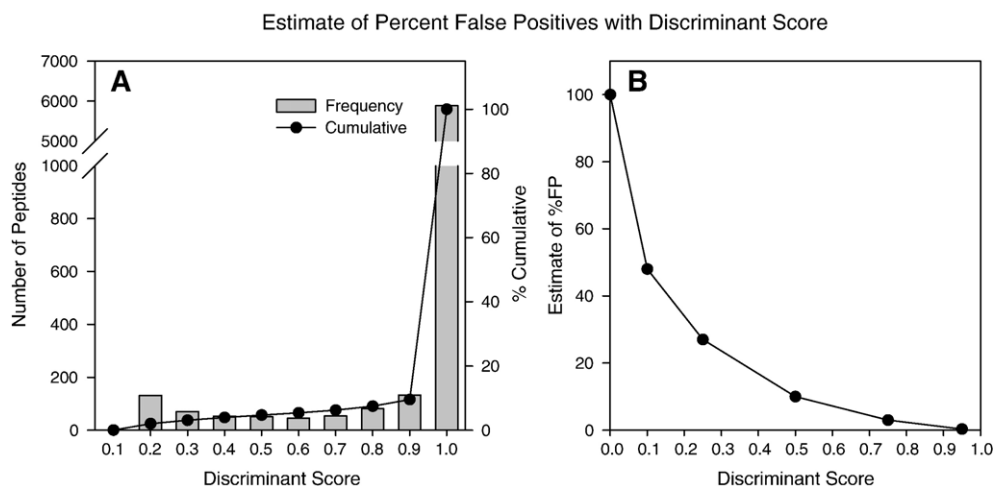 Estimate of Percent False Positives with Discriminant Score
A
Frequency
Cumulative
7000
6000
5000
1000
800
600
400
200
0
Number of Peptides
100
80
60
40
20
0
% Cumulative
0.1 0.2 0.3 0.4 0.5 0.6 0.7 0.8 0.9 1.0
Discriminant Score
B
100
80
60
40
20
0
Estimate of %FP
0.0 0.1 0.2 0.3 0.4 0.5 0.6 0.7 0.8 0.9 1.0
Discriminant Score